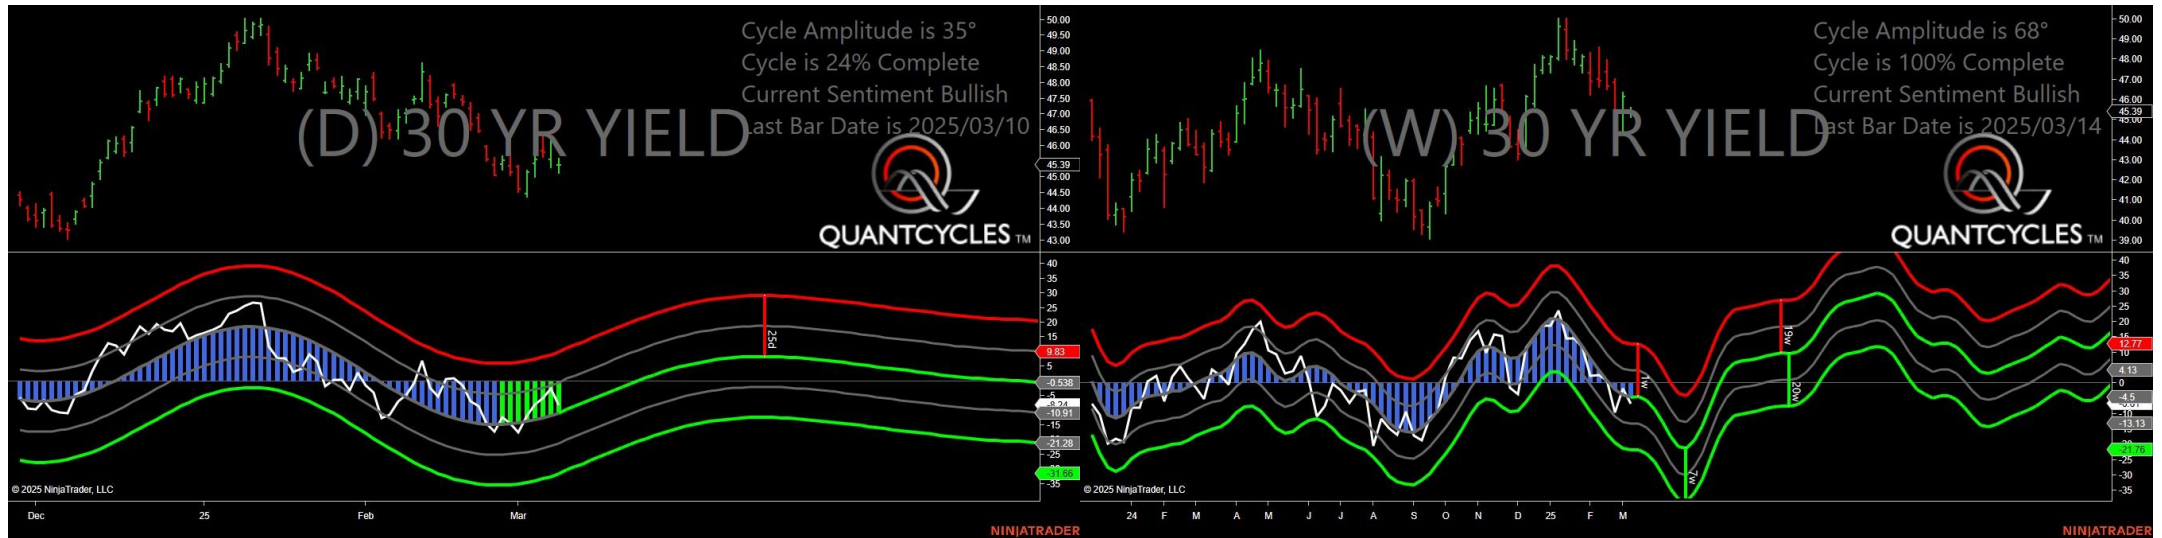 Cycle Amplitude is 35°
Cycle is 24% Complete
Current Sentiment Bullish
Last Bar Date is 2025/03/10
(D) 30 YR YIELD
QUANTCYCLES TM
50.00
49.50
49.00
48.50
48.00
47.50
47.00
46.50
46.00
45.39
45.00
44.50
44.00
43.50
43.00
40
35
30
25
20
15
9.83
5
-0.538
-5
-8.24
-10.91
-15
-21.28
-25
-31.66
-35
25d
© 2025 NinjaTrader, LLC
Dec
25
Feb
Mar
NINJATRADER
Cycle Amplitude is 68°
Cycle is 100% Complete
Current Sentiment Bullish
Last Bar Date is 2025/03/14
(W) 30 YR YIELD
QUANTCYCLES TM
50.00
49.00
48.00
47.00
46.00
45.39
44.00
43.00
42.00
41.00
40.00
39.00
40
35
30
25
20
15
12.77
10
4.13
0
-4.5
-10
-13.13
-21.76
-25
-30
-35
1w
7w
19w
20w
© 2025 NinjaTrader, LLC
24
F
M
A
M
J
J
A
S
O
N
D
25
F
M
NINJATRADER